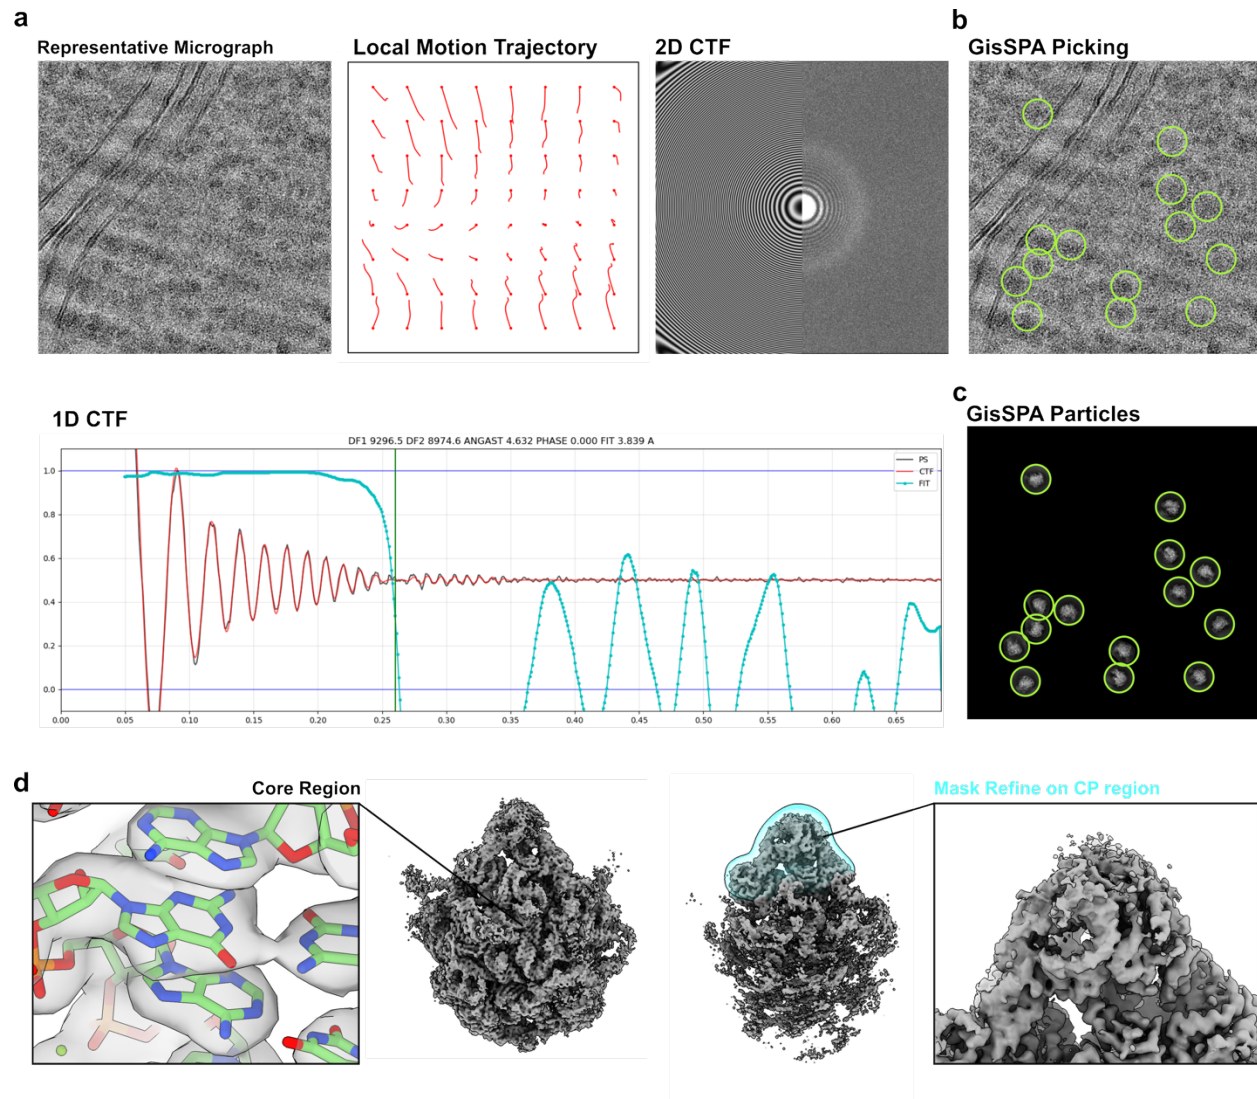 a
Representative Micrograph
Local Motion Trajectory
2D CTF
b
GisSPA Picking
1D CTF
DF1 9296.5 DF2 8974.6 ANGAST 4.632 PHASE 0.000 FIT 3.839 A
PS
CTF
FIT
1.0
0.8
0.6
0.4
0.2
0.0
0.00 0.05 0.10 0.15 0.20 0.25 0.30 0.35 0.40 0.45 0.50 0.55 0.60 0.65
c
GisSPA Particles
d
Core Region
Mask Refine on CP region